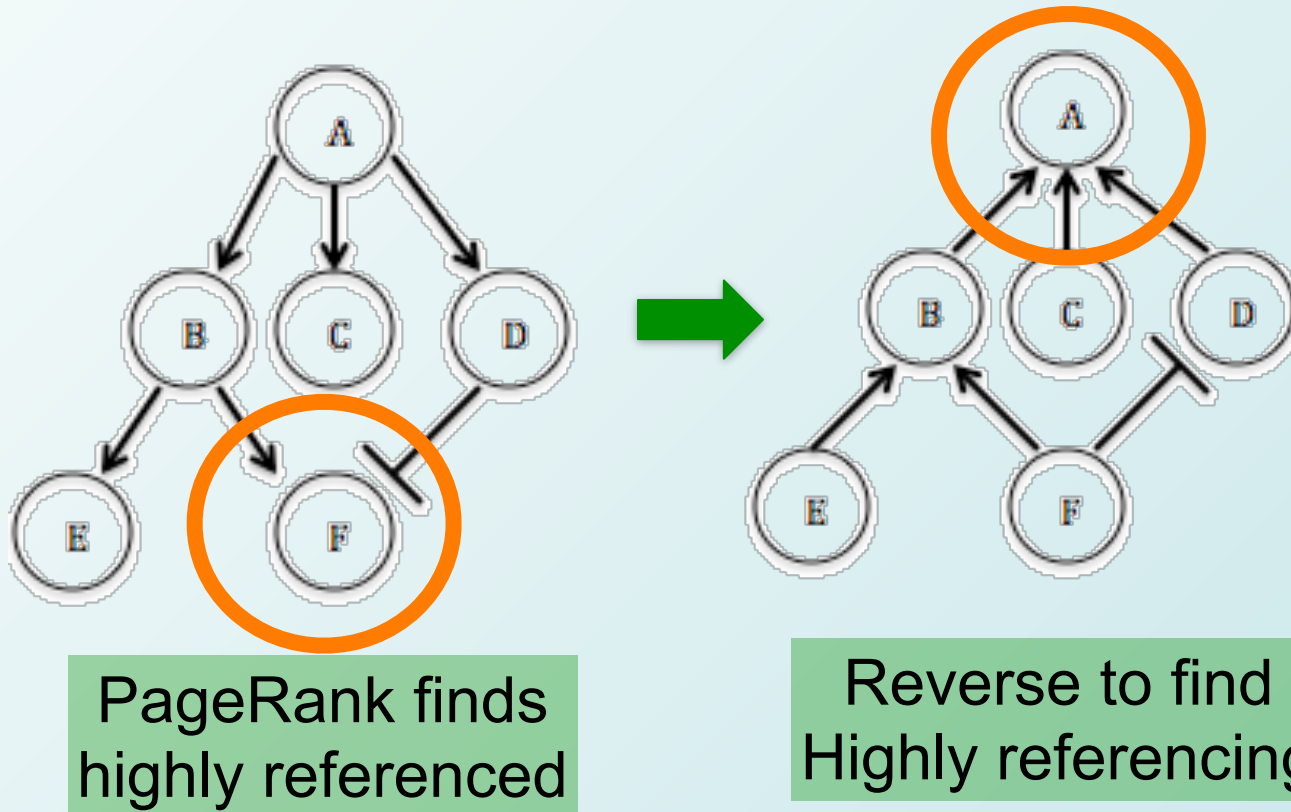 A
B C D
E F
PageRank finds
highly referenced
A
B C D
E F
Reverse to find
Highly referencing